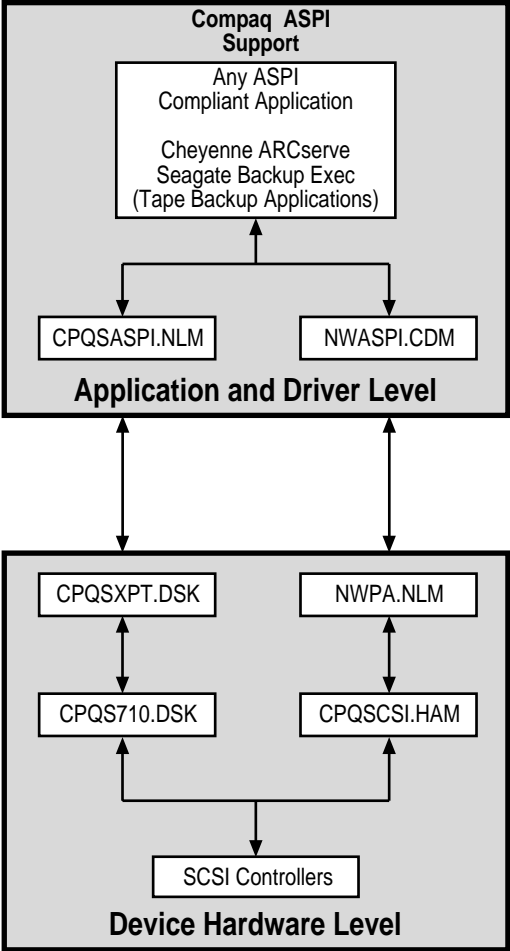 Compaq ASPI
Support
Any ASPI
Compliant Application
Cheyenne ARCserve
Seagate Backup Exec
(Tape Backup Applications)
CPQSASPI.NLM
NWASPI.CDM
Application and Driver Level
CPQSXPT.DSK
NWPA.NLM
CPQS710.DSK
CPQSCSI.HAM
SCSI Controllers
Device Hardware Level